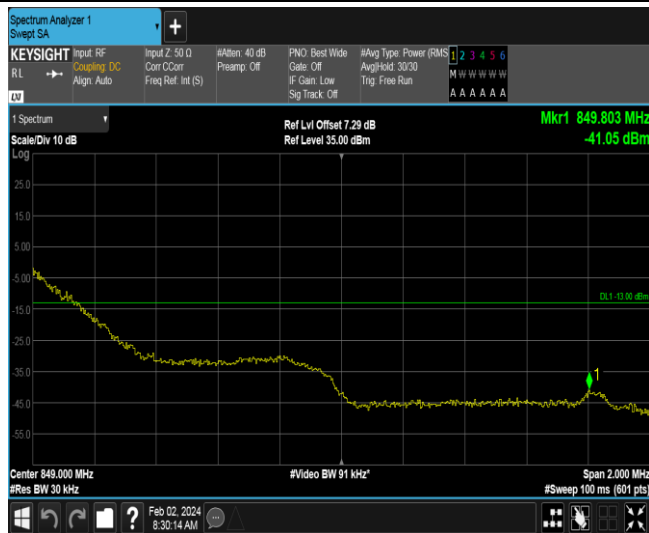 Spectrum Analyzer 1
Swept SA
+
KEYSIGHT
RL
Input: RF
Coupling: DC
Align: Auto
Input Z: 50 Ω
Corr CCorr
Freq Ref: Int (S)
#Atten: 40 dB
Preamp: Off
PNO: Best Wide
Gate: Off
IF Gain: Low
Sig Track: Off
#Avg Type: Power (RMS
Avg|Hold: 30/30
Trig: Free Run
1 2 3 4 5 6
M W W W W W
A A A A A A
1 Spectrum
Scale/Div 10 dB
Log
Ref Lvl Offset 7.29 dB
Ref Level 35.00 dBm
Mkr1 849.803 MHz
-41.05 dBm
25.0
15.0
5.00
-5.00
-15.0
-25.0
-35.0
-45.0
-55.0
DL1 -13.00 dBm
1
Center 849.000 MHz
#Res BW 30 kHz
#Video BW 91 kHz*
Span 2.000 MHz
#Sweep 100 ms (601 pts)
?
Feb 02, 2024
8:30:14 AM